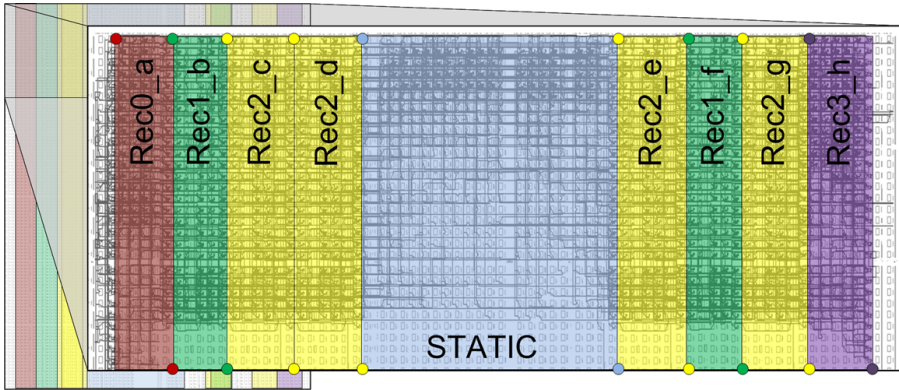 Rec0_a
Rec1_b
Rec2_c
Rec2_d
STATIC
Rec2_e
Rec1_f
Rec2_g
Rec3_h